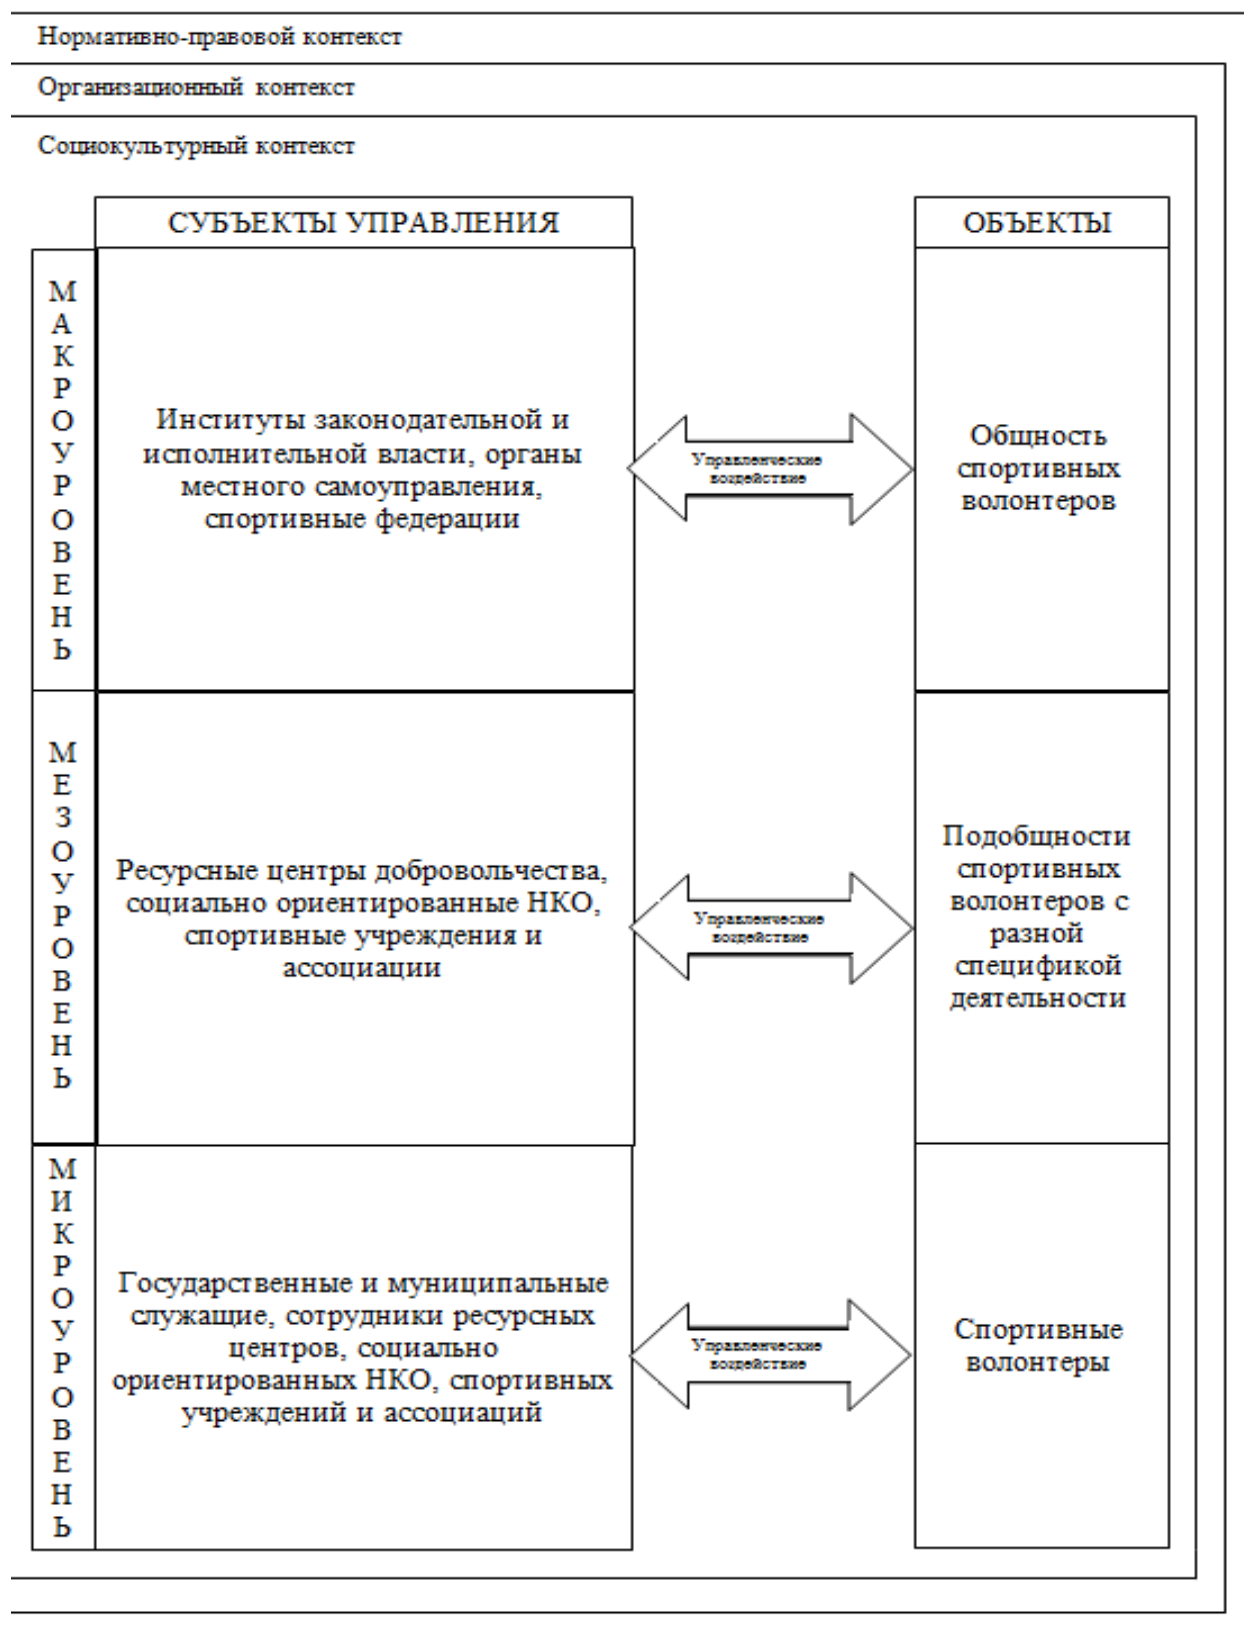 Нормативно-правовой контекст
Организационный контекст
Социокультурный контекст
СУБЪЕКТЫ УПРАВЛЕНИЯ
ОБЪЕКТЫ
МАКРОУРОВЕНЬ
Институты законодательной и
исполнительной власти, органы
местного самоуправления,
спортивные федерации
Управленческие
воздействие
Общность
спортивных
волонтеров
МЕЗОУРОВЕНЬ
Ресурсные центры добровольчества,
социально ориентированные НКО,
спортивные учреждения и
ассоциации
Управленческие
воздействие
Подобщности
спортивных
волонтеров с
разной
спецификой
деятельности
МИКРОУРОВЕНЬ
Государственные и муниципальные
служащие, сотрудники ресурсных
центров, социально
ориентированных НКО, спортивных
учреждений и ассоциаций
Управленческие
воздействие
Спортивные
волонтеры